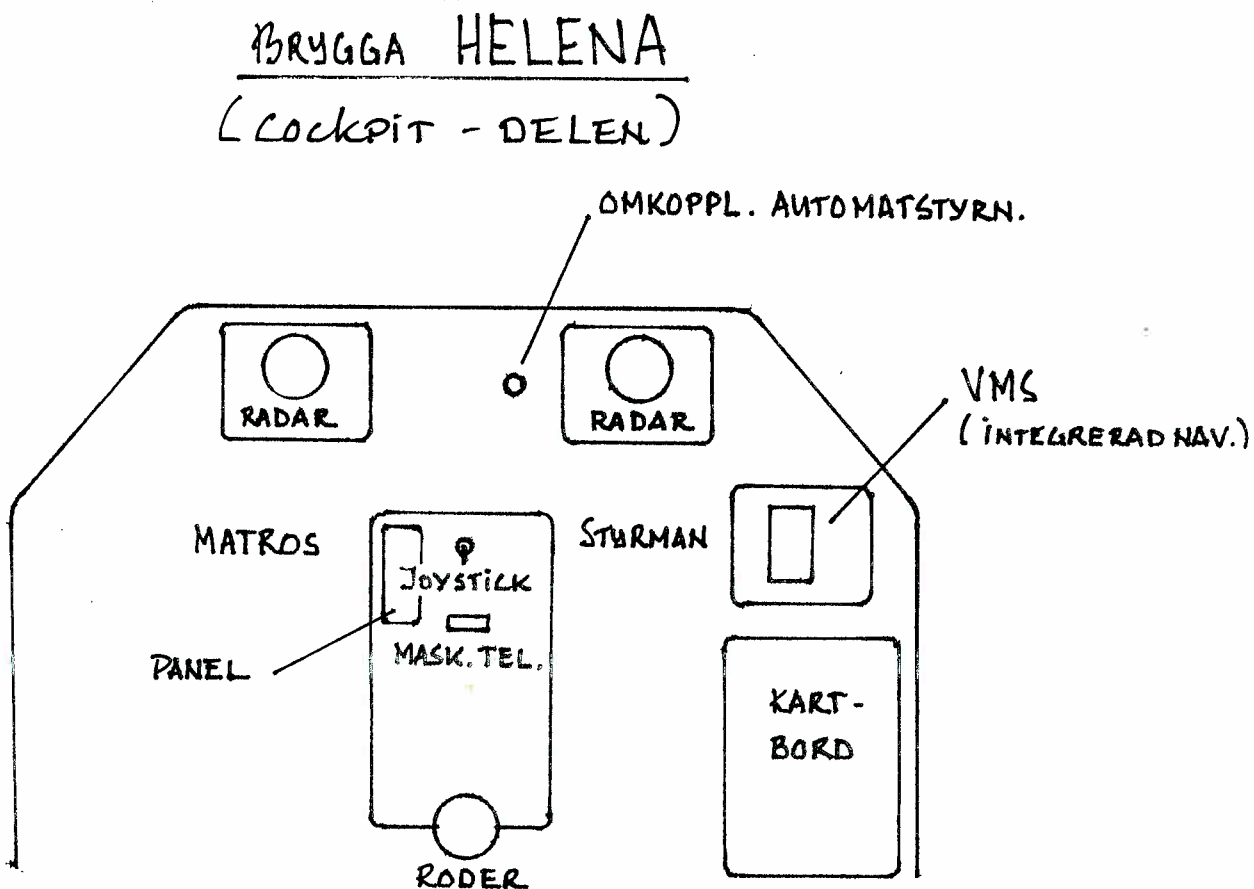 BRYGGA HELENA
(COCKPIT - DELEN)
OMKOPPL. AUTOMATSTYRN.
RADAR
RADAR
VMS
(INTEGRERAD NAV.)
MATROS
STYRMAN
JOYSTICK
PANEL
MASK. TEL.
KART-
BORD
RODER